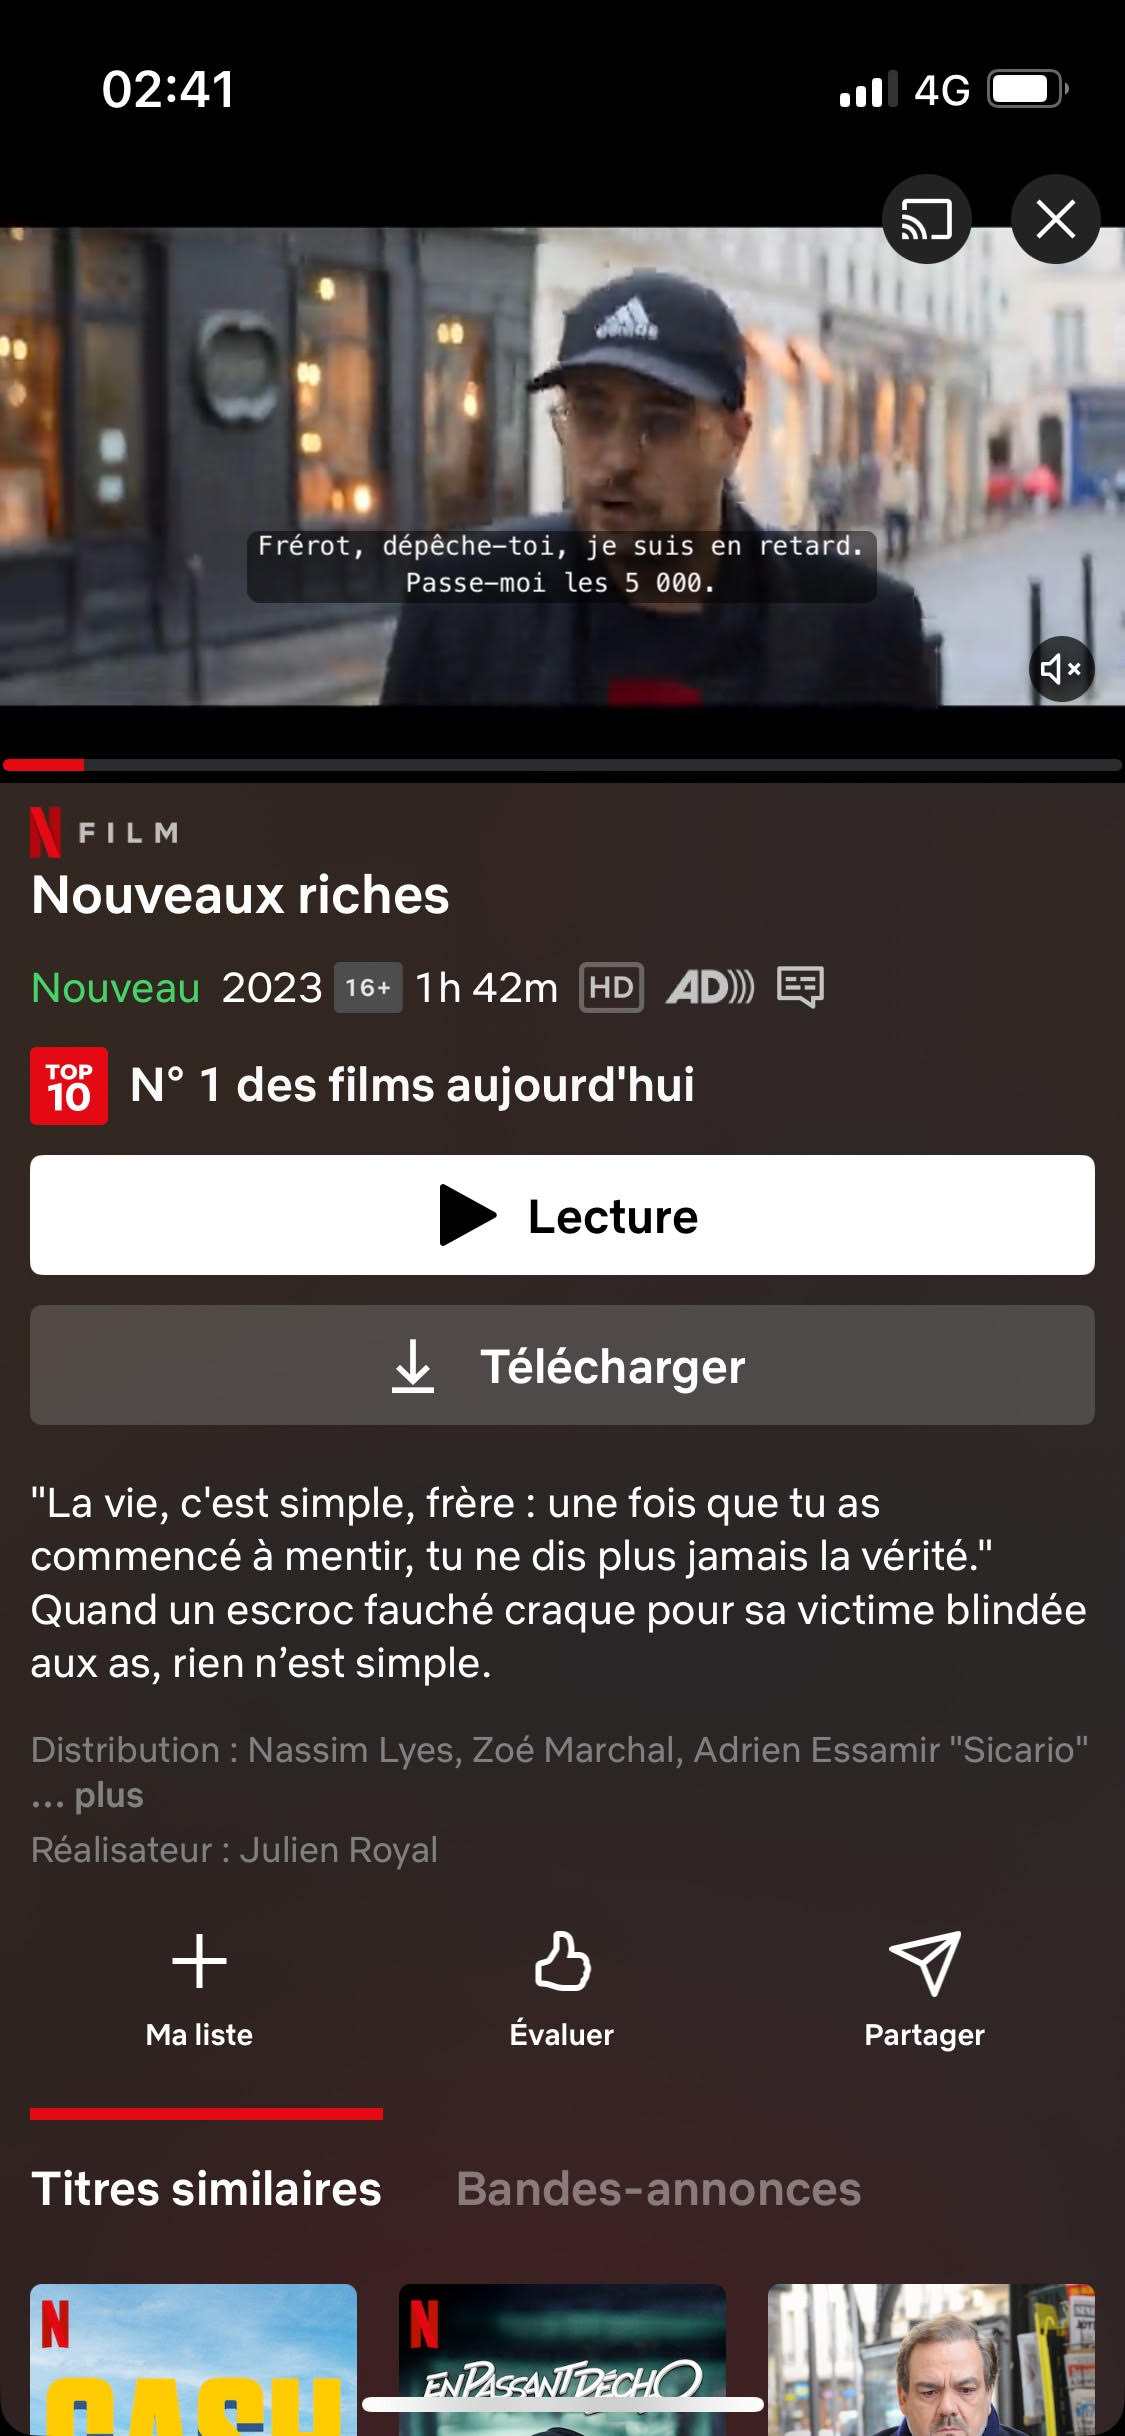 02:41
4G
adidas
Frérot, dépêche-toi, je suis en retard.
Passe-moi les 5 000.
N FILM
Nouveaux riches
Nouveau 2023 16+ 1h 42m HD AD
TOP
10
N° 1 des films aujourd'hui
Lecture
Télécharger
"La vie, c'est simple, frère : une fois que tu as
commencé à mentir, tu ne dis plus jamais la vérité."
Quand un escroc fauché craque pour sa victime blindée
aux as, rien n’est simple.
Distribution : Nassim Lyes, Zoé Marchal, Adrien Essamir "Sicario"
... plus
Réalisateur : Julien Royal
Ma liste
Évaluer
Partager
Titres similaires
Bandes-annonces
N
CASH
N
EN PASSANT PÉCHO